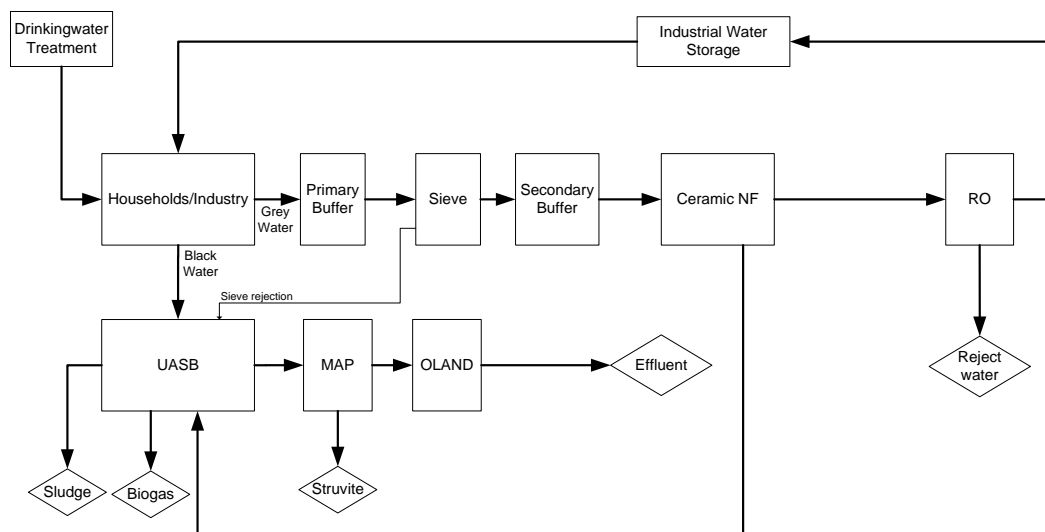 Drinkingwater
Treatment
Industrial Water
Storage
Households/Industry
Grey
Water
Primary
Buffer
Sieve
Secondary
Buffer
Ceramic NF
RO
Black
Water
Sieve rejection
UASB
MAP
OLAND
Effluent
Reject
water
Sludge
Biogas
Struvite